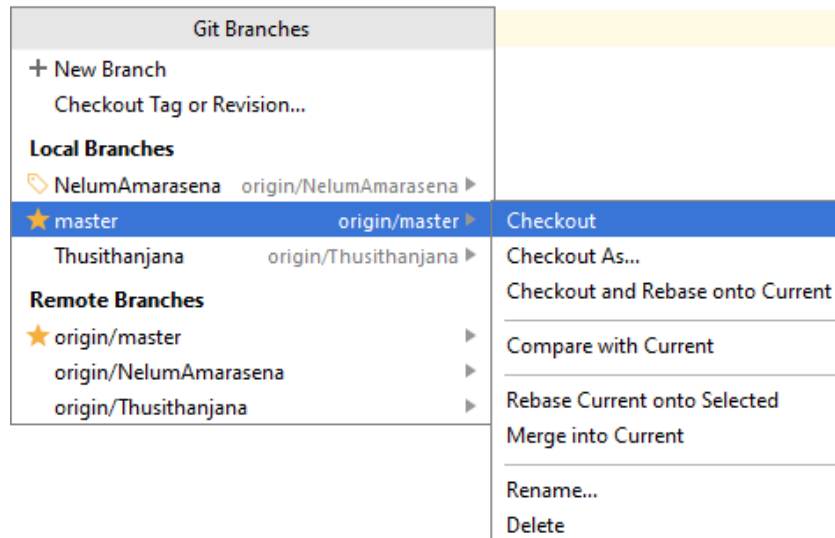 Git Branches
+ New Branch
Checkout Tag or Revision...
Local Branches
NelumAmarasena origin/NelumAmarasena
master origin/master
Thusithanjana origin/Thusithanjana
Remote Branches
origin/master
origin/NelumAmarasena
origin/Thusithanjana
Checkout
Checkout As...
Checkout and Rebase onto Current
Compare with Current
Rebase Current onto Selected
Merge into Current
Rename...
Delete